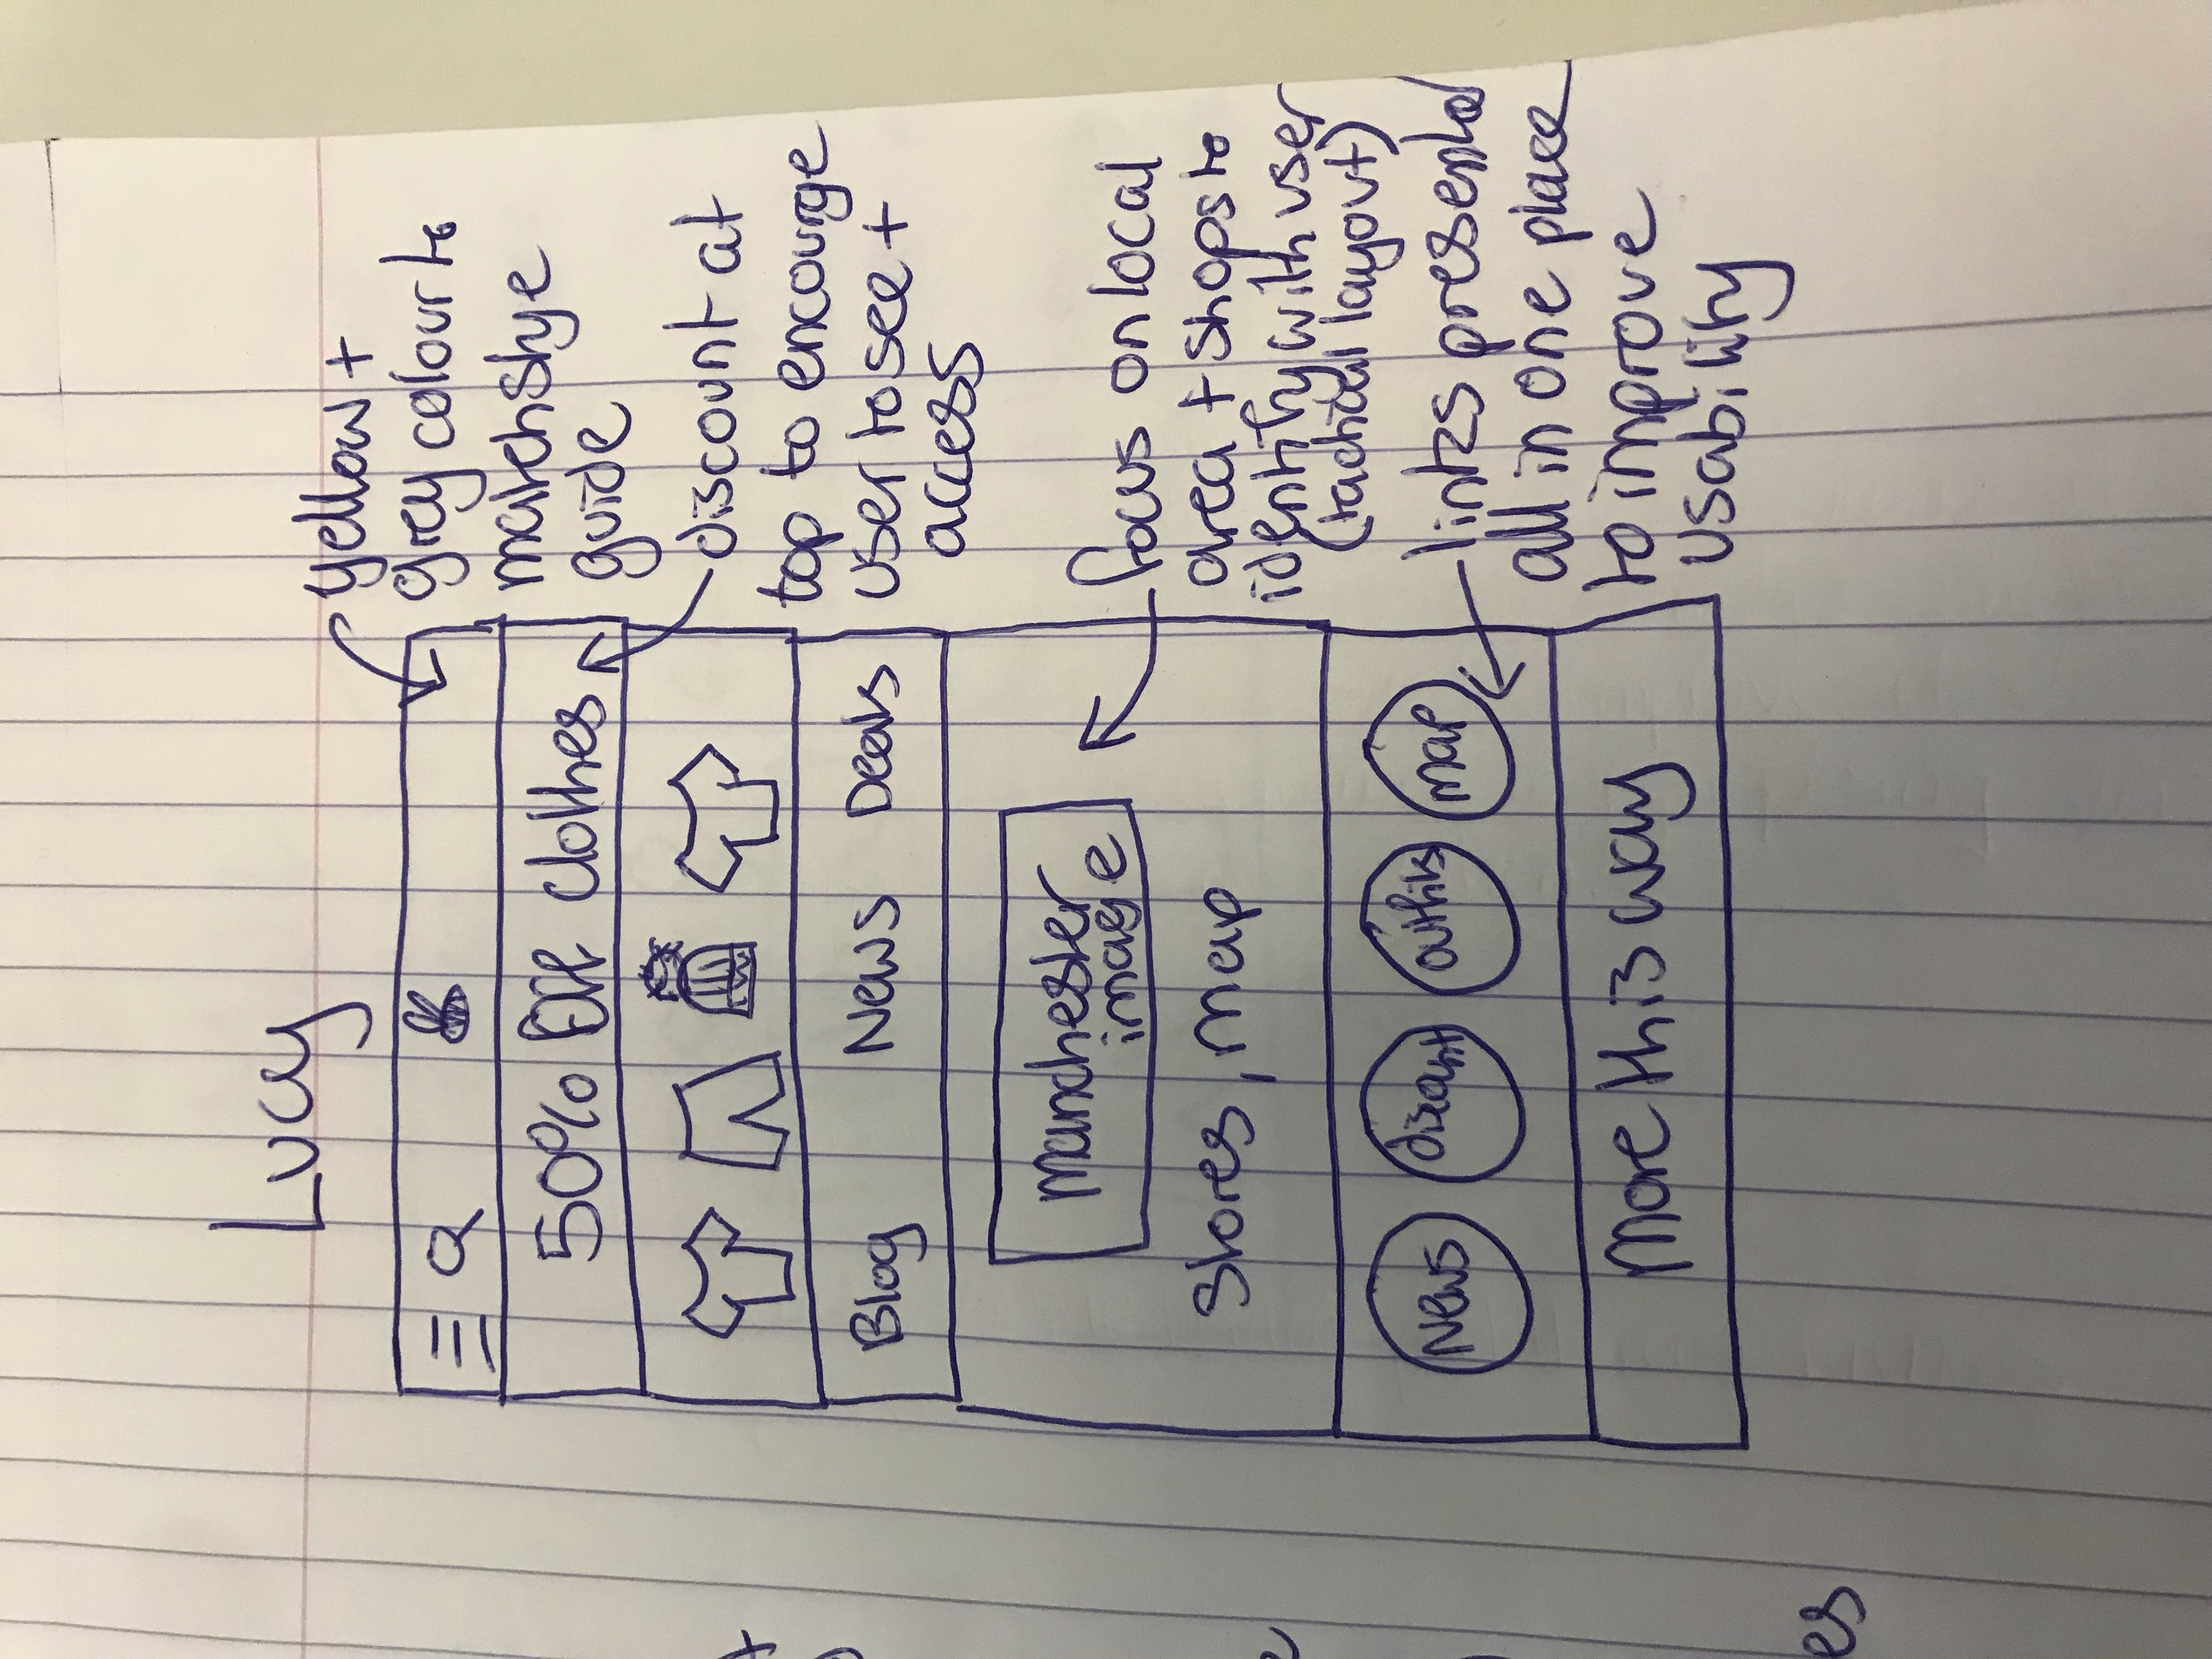 Lucy
50% Off Clothes
Blog News Deals
Manchester
image
Stores, Map
News discount outfits map
More this way
yellow +
grey colour to
match stye
guide
discount at
top to encourge
user to see +
access
focus on local
area + shops to
identify with user
(tactical layout)
links presented
all in one place
to improve
usability
es